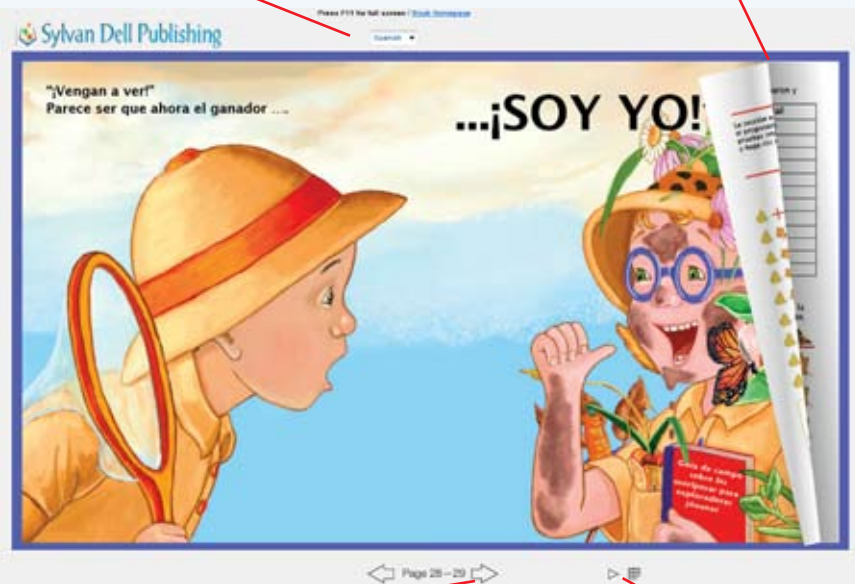 Press F11 for full screen | Book homepage
Sylvan Dell Publishing
Spanish
"¡Vengan a ver!"
Parece ser que ahora el ganador ....
...¡SOY YO!
Guía de campo
sobre las
mariposas para
exploradores
jóvenes
Page 28–29